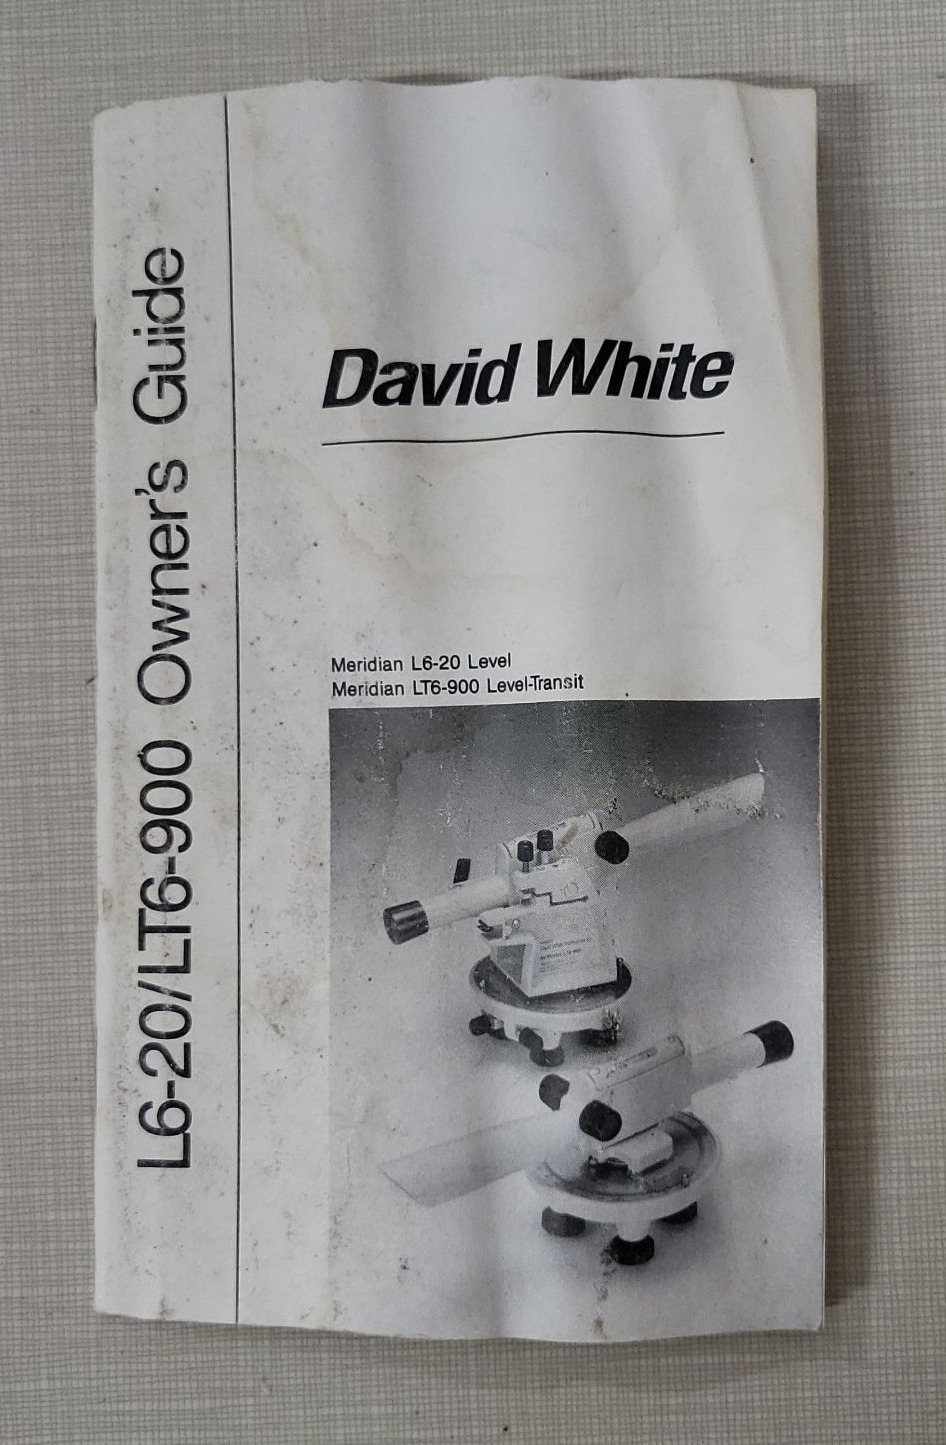 L6-20/LT6-900 Owner's Guide
David White
Meridian L6-20 Level
Meridian LT6-900 Level-Transit